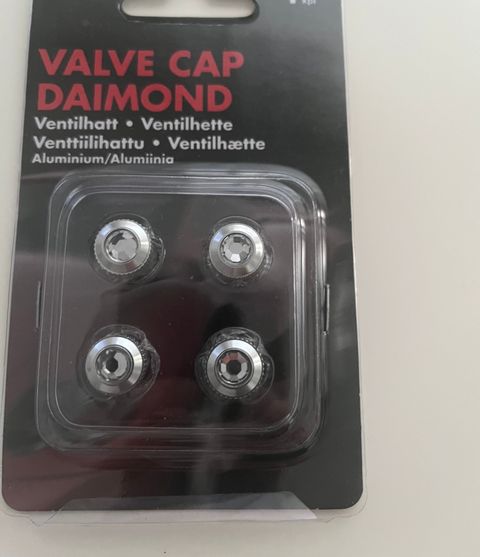 VALVE CAP
DAIMOND
Ventilhatt • Ventilhette
Venttiilihattu • Ventilhætte
Aluminium/Alumiinia